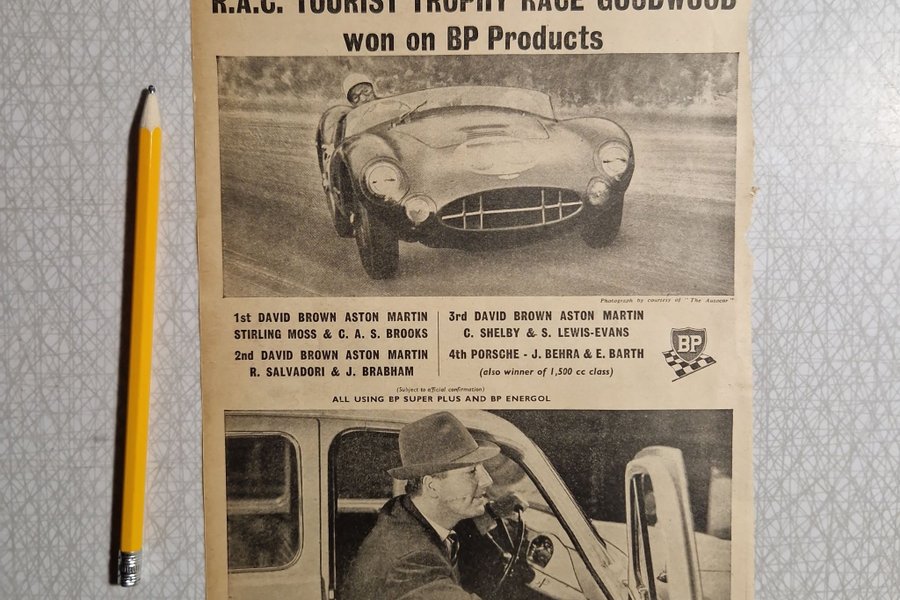 R.A.C. TOURIST TROPHY RACE GOODWOOD
won on BP Products
Photograph by courtesy of "The Autocar"
1st DAVID BROWN ASTON MARTIN
STIRLING MOSS & C. A. S. BROOKS
2nd DAVID BROWN ASTON MARTIN
R. SALVADORI & J. BRABHAM
3rd DAVID BROWN ASTON MARTIN
C. SHELBY & S. LEWIS-EVANS
4th PORSCHE - J. BEHRA & E. BARTH
(also winner of 1,500 cc class)
BP
(Subject to official confirmation)
ALL USING BP SUPER PLUS AND BP ENERGOL